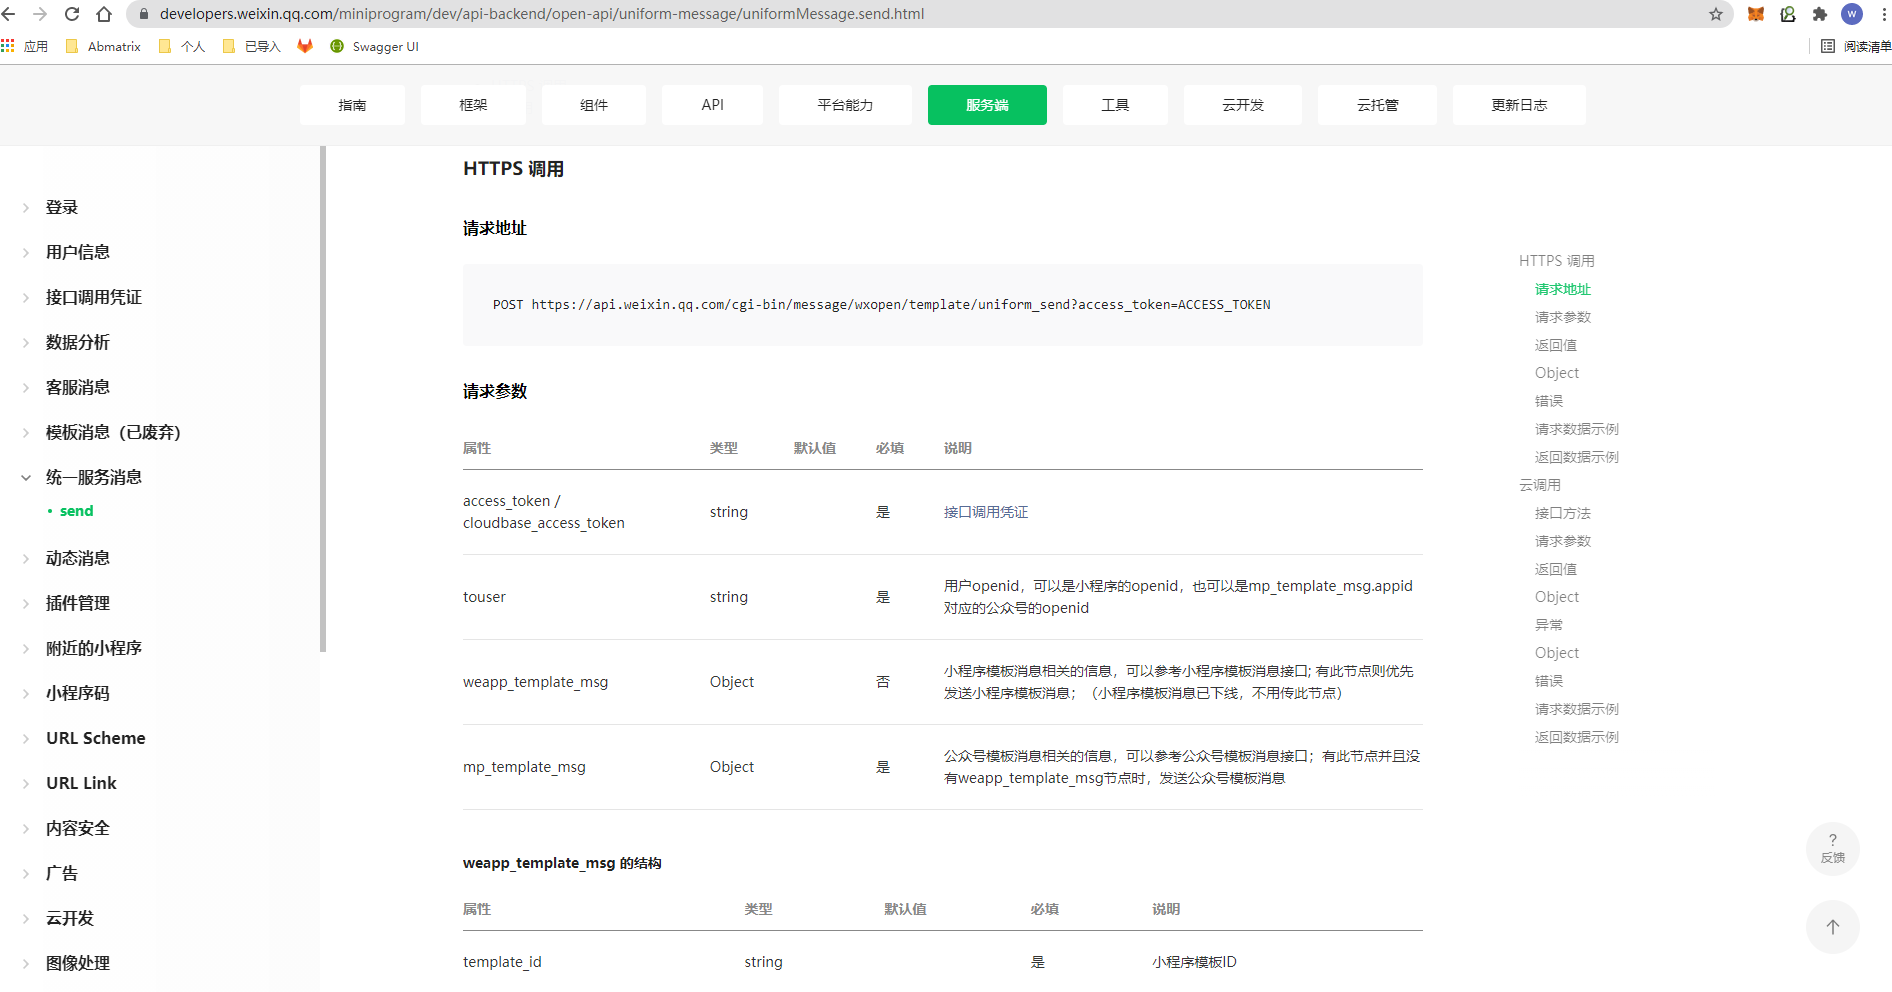 developers.weixin.qq.com/miniprogram/dev/api-backend/open-api/uniform-message/uniformMessage.send.html
W
应用 Abmatrix 个人 已导入 Swagger UI 阅读清单
指南 框架 组件 API 平台能力 服务端 工具 云开发 云托管 更新日志
登录
用户信息
接口调用凭证
数据分析
客服消息
模板消息（已废弃）
统一服务消息
• send
动态消息
插件管理
附近的小程序
小程序码
URL Scheme
URL Link
内容安全
广告
云开发
图像处理
HTTPS 调用
请求地址
POST https://api.weixin.qq.com/cgi-bin/message/wxopen/template/uniform_send?access_token=ACCESS_TOKEN
请求参数
属性 类型 默认值 必填 说明
access_token /
cloudbase_access_token string 是 接口调用凭证
touser string 是 用户openid，可以是小程序的openid，也可以是mp_template_msg.appid
对应的公众号的openid
weapp_template_msg Object 否 小程序模板消息相关的信息，可以参考小程序模板消息接口; 有此节点则优先
发送小程序模板消息；（小程序模板消息已下线，不用传此节点）
mp_template_msg Object 是 公众号模板消息相关的信息，可以参考公众号模板消息接口；有此节点并且没
有weapp_template_msg节点时，发送公众号模板消息
weapp_template_msg 的结构
属性 类型 默认值 必填 说明
template_id string 是 小程序模板ID
HTTPS 调用
请求地址
请求参数
返回值
Object
错误
请求数据示例
返回数据示例
云调用
接口方法
请求参数
返回值
Object
异常
Object
错误
请求数据示例
返回数据示例
?
反馈